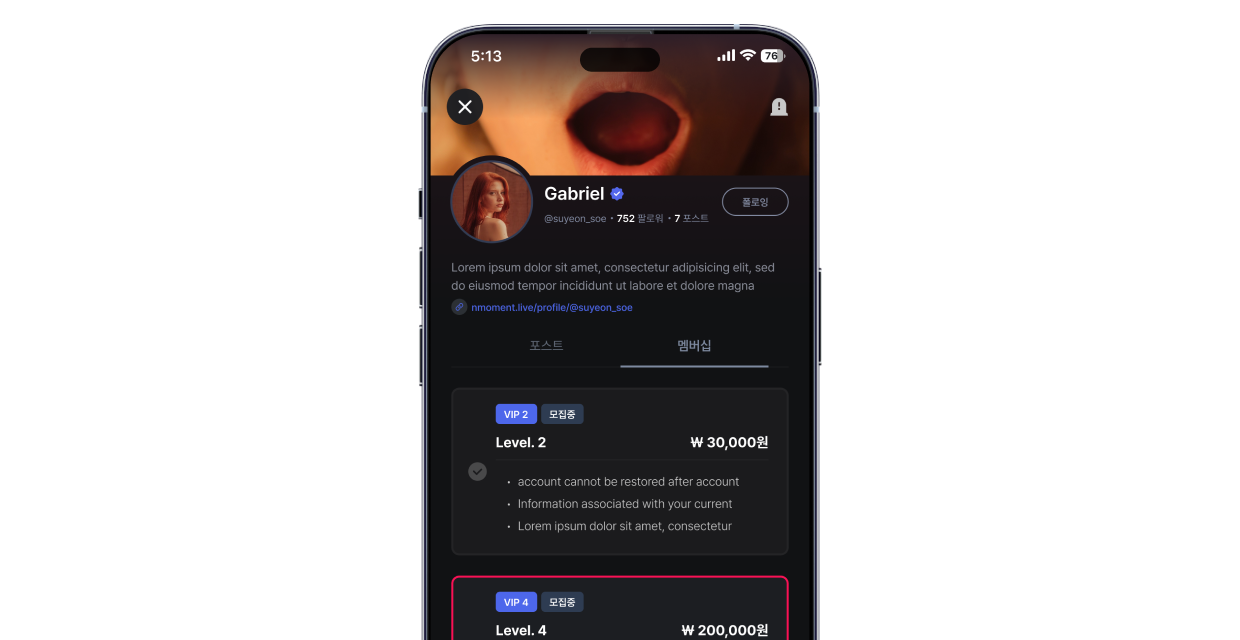 5:13
76
Gabriel
팔로잉
@suyeon_soe • 752 팔로워 • 7 포스트
Lorem ipsum dolor sit amet, consectetur adipisicing elit, sed
do eiusmod tempor incididunt ut labore et dolore magna
nmoment.live/profile/@suyeon_soe
포스트 멤버십
VIP 2 모집중
Level. 2 ₩ 30,000원
• account cannot be restored after account
• Information associated with your current
• Lorem ipsum dolor sit amet, consectetur
VIP 4 모집중
Level. 4 ₩ 200,000원